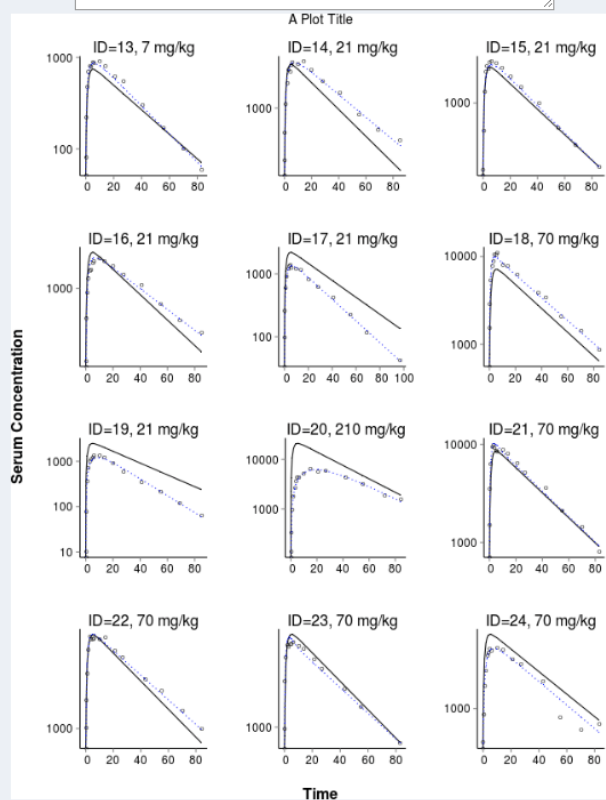 A Plot Title
ID=13, 7 mg/kg
1000
100
0 20 40 60 80
ID=14, 21 mg/kg
1000
0 20 40 60 80
ID=15, 21 mg/kg
1000
0 20 40 60 80
ID=16, 21 mg/kg
1000
0 20 40 60 80
ID=17, 21 mg/kg
1000
100
0 20 40 60 80 100
ID=18, 70 mg/kg
10000
1000
0 20 40 60 80
Serum Concentration
ID=19, 21 mg/kg
1000
100
10
0 20 40 60 80
ID=20, 210 mg/kg
10000
1000
0 20 40 60 80
ID=21, 70 mg/kg
10000
1000
0 20 40 60 80
ID=22, 70 mg/kg
1000
0 20 40 60 80
ID=23, 70 mg/kg
1000
0 20 40 60 80
ID=24, 70 mg/kg
1000
0 20 40 60 80
Time